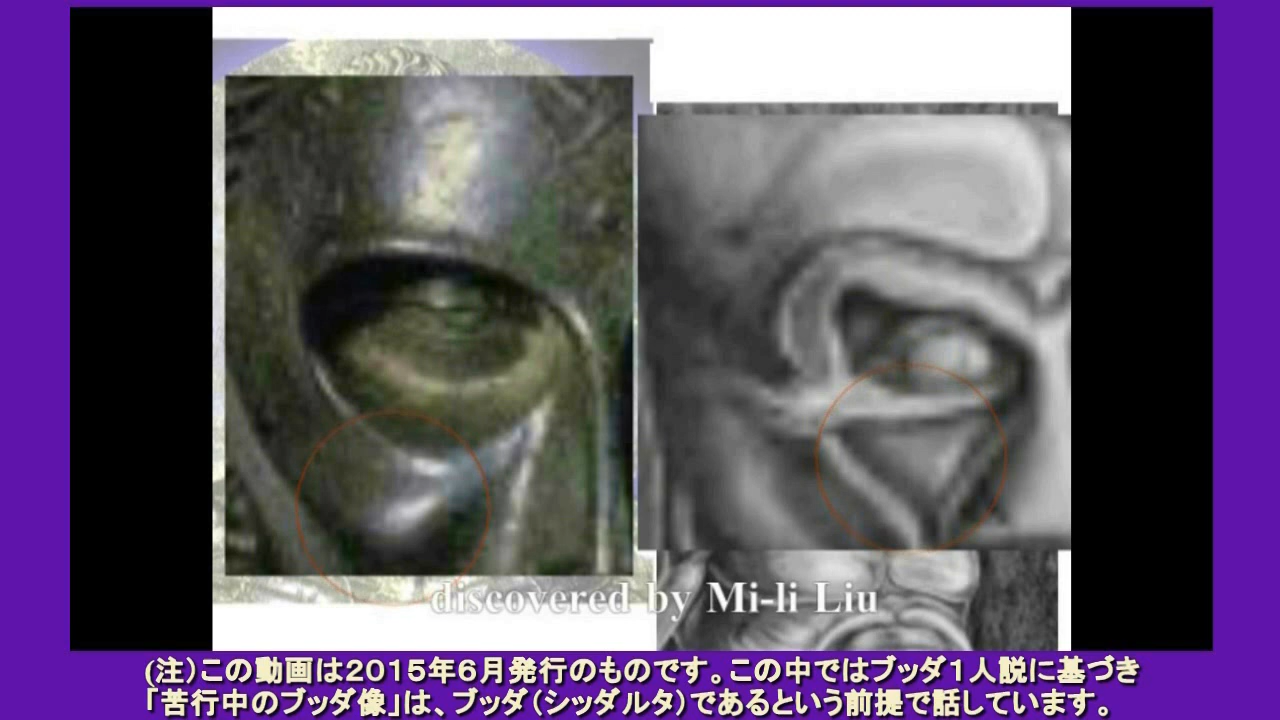 discovered by Mi-li Liu
(注)この動画は2015年6月発行のものです。この中ではブッダ1人説に基づき
「苦行中のブッダ像」は、ブッダ(シッダルタ)であるという前提で話しています。